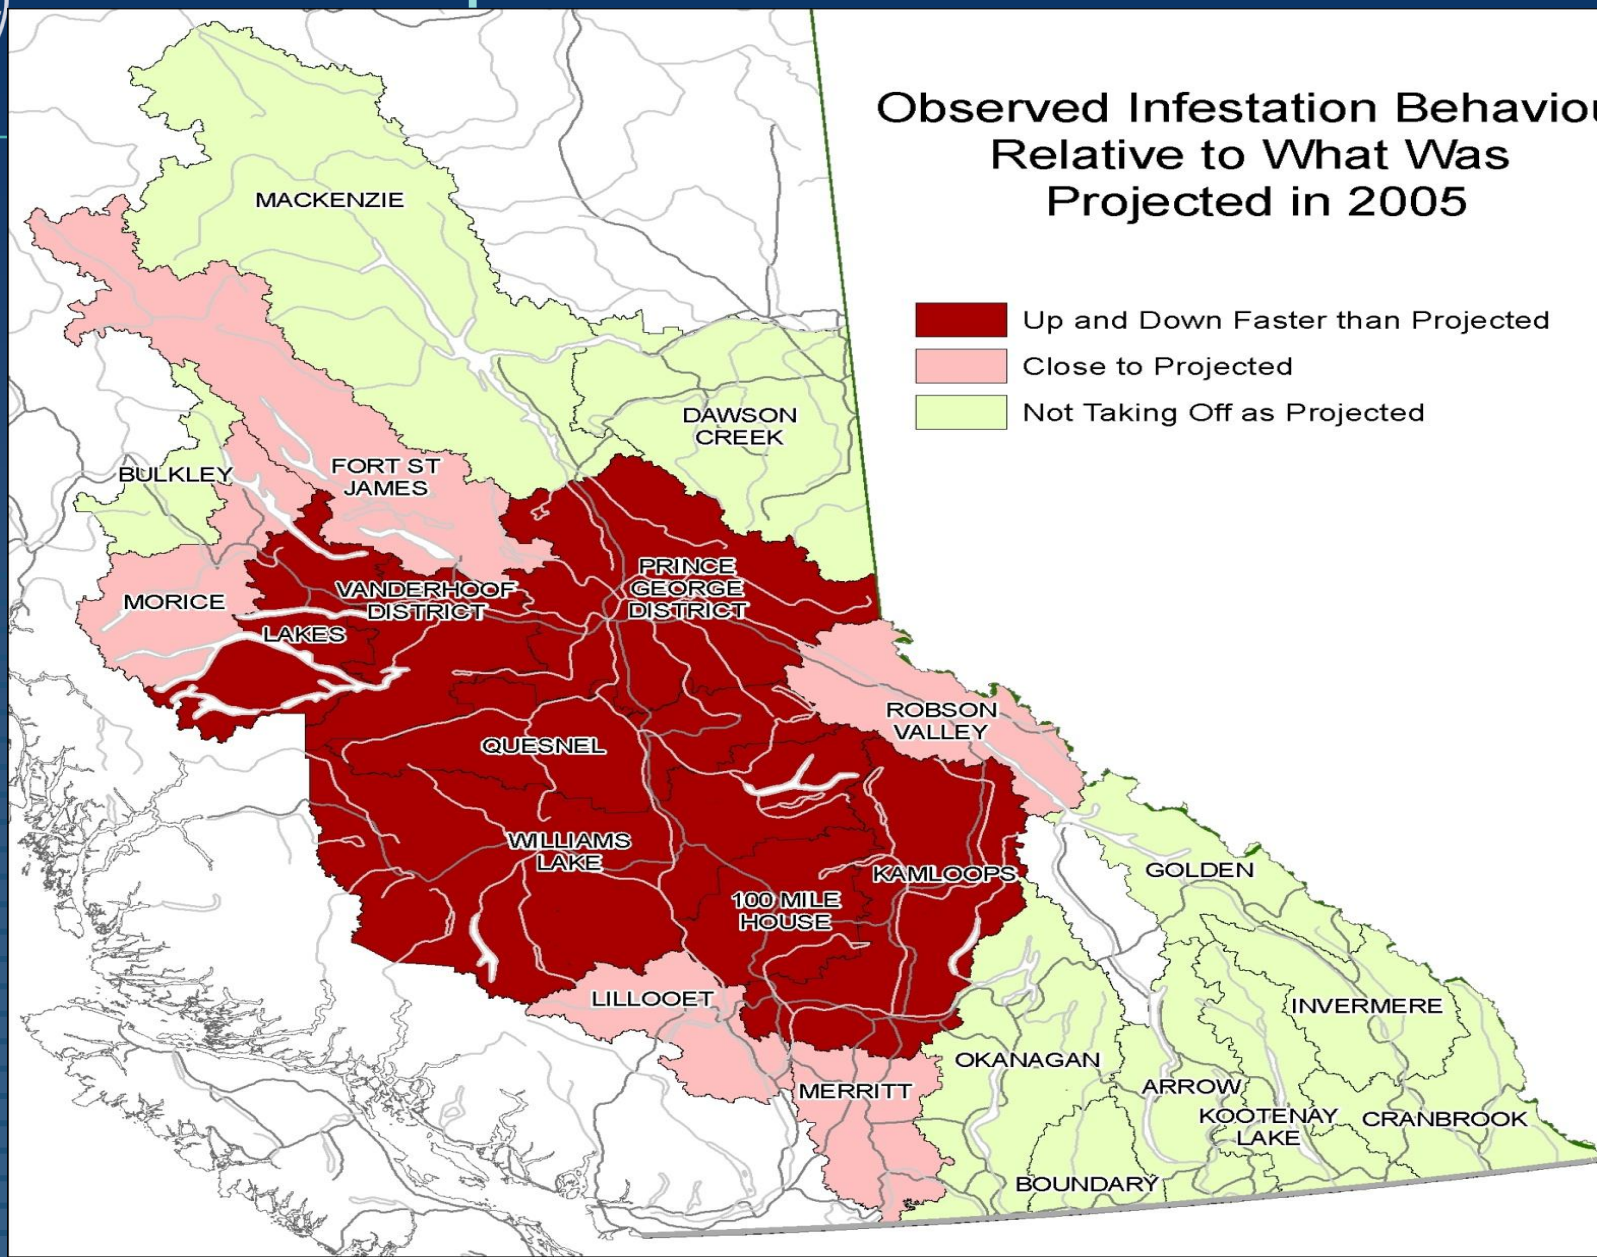 Observed Infestation Behaviou
Relative to What Was
Projected in 2005
Up and Down Faster than Projected
Close to Projected
Not Taking Off as Projected
MACKENZIE
DAWSON
CREEK
BULKLEY
FORT ST
JAMES
PRINCE
GEORGE
DISTRICT
VANDERHOOF
DISTRICT
MORICE
LAKES
ROBSON
VALLEY
QUESNEL
WILLIAMS
LAKE
KAMLOOPS
GOLDEN
100 MILE
HOUSE
LILLOOET
INVERMERE
OKANAGAN
MERRITT
ARROW
KOOTENAY
LAKE
CRANBROOK
BOUNDARY